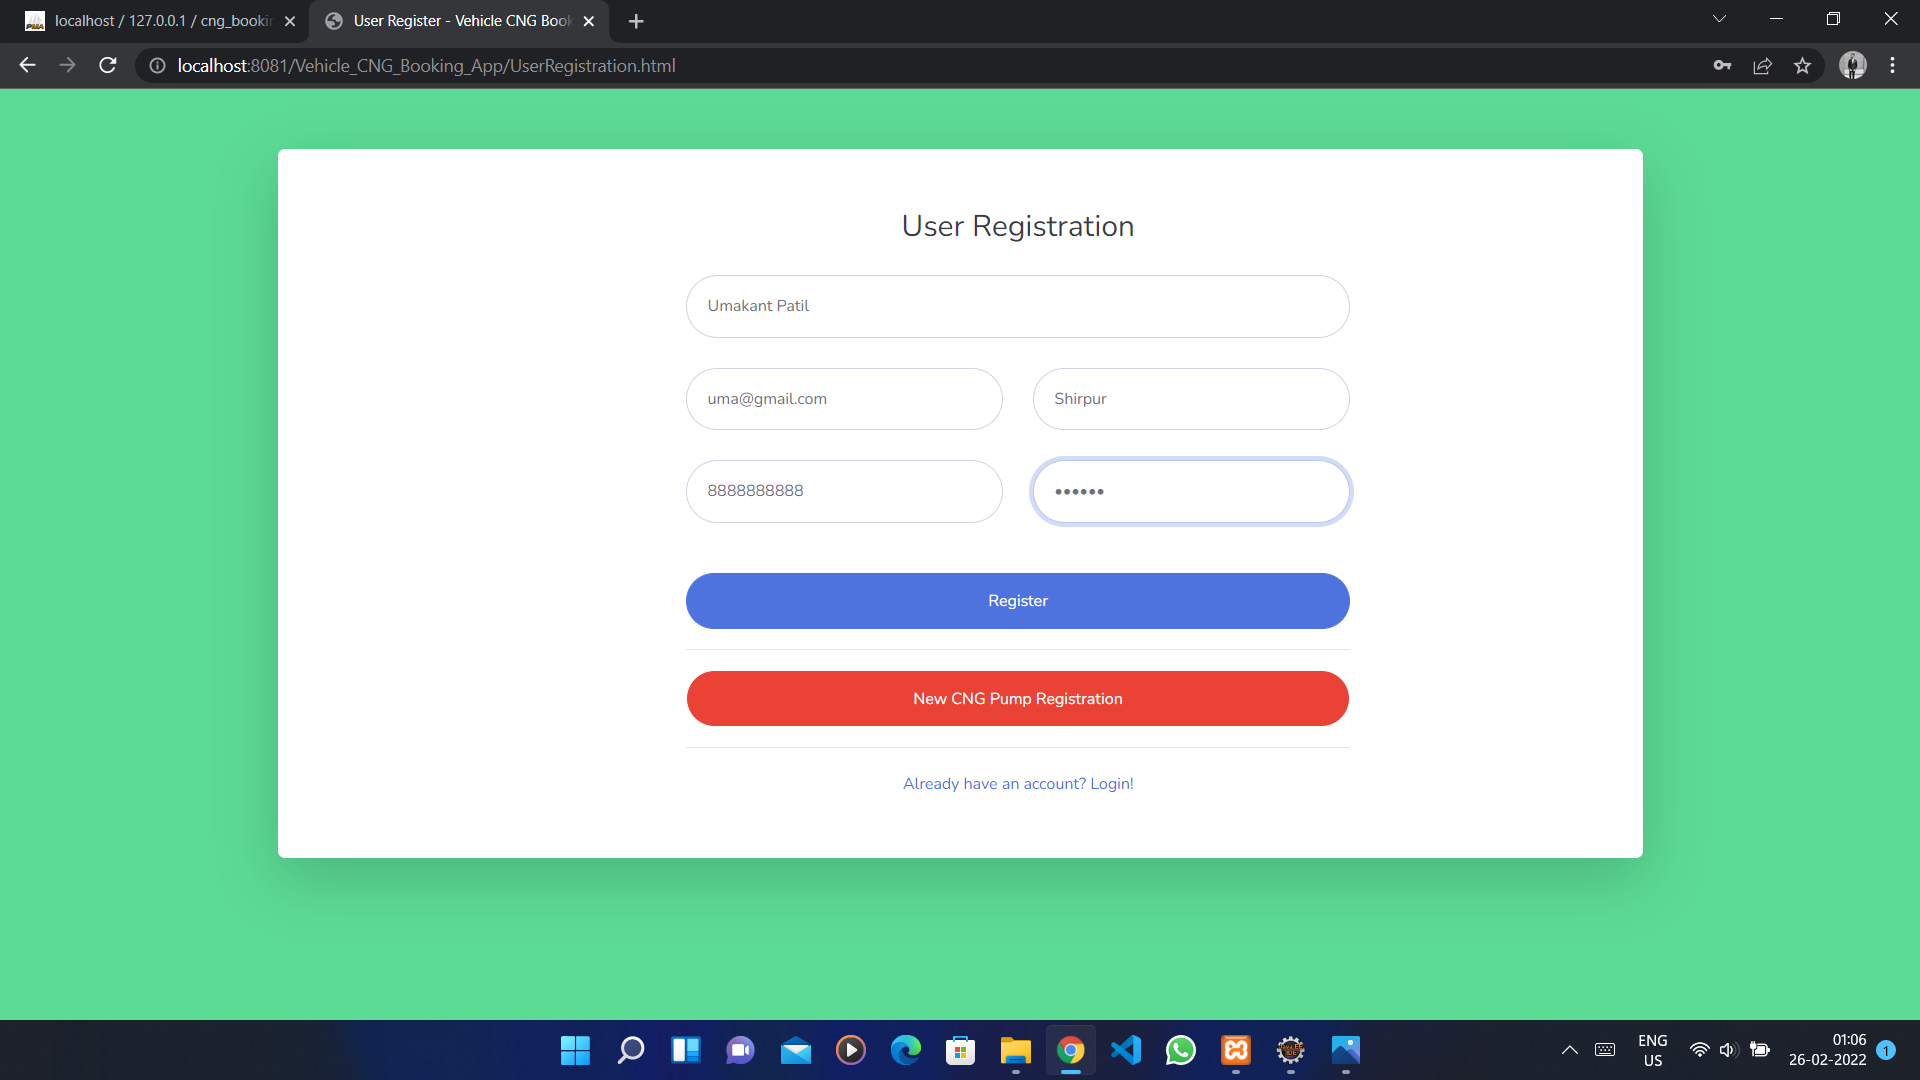 localhost / 127.0.0.1 / cng_bookin
User Register - Vehicle CNG Book
localhost:8081/Vehicle_CNG_Booking_App/UserRegistration.html
User Registration
Umakant Patil
uma@gmail.com
Shirpur
8888888888
••••••
Register
New CNG Pump Registration
Already have an account? Login!
ENG
US
01:06
26-02-2022
1